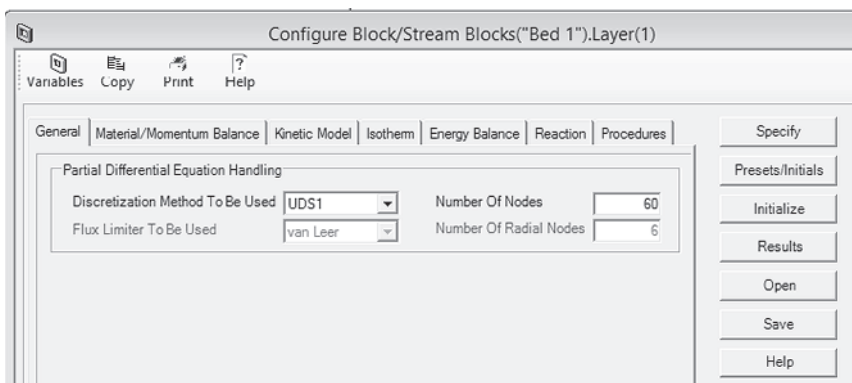 Configure Block/Stream Blocks("Bed 1").Layer(1)
Variables Copy Print Help
General Material/Momentum Balance Kinetic Model Isotherm Energy Balance Reaction Procedures
Specify
Partial Differential Equation Handling
Presets/Initials
Discretization Method To Be Used UDS1 Number Of Nodes 60
Initialize
Flux Limiter To Be Used van Leer Number Of Radial Nodes 6
Results
Open
Save
Help